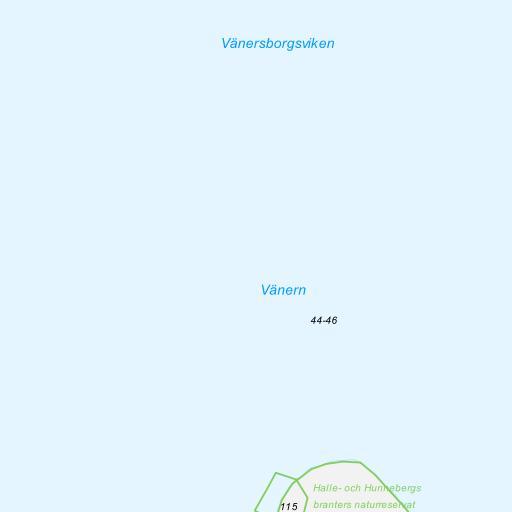 Vänersborgsviken
Vänern
44-46
Halle- och Hunnebergs
branters naturreservat
115